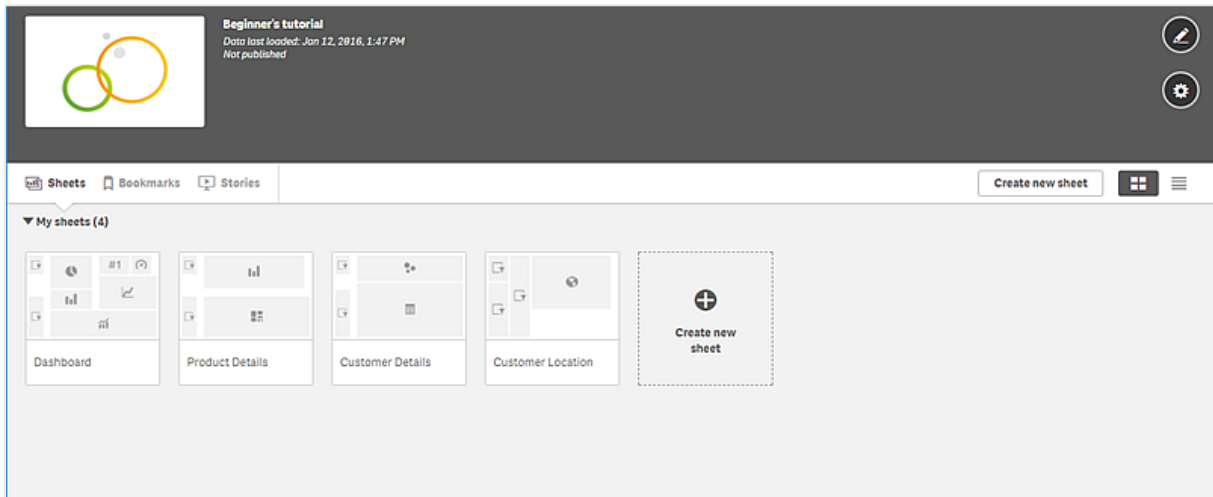 Beginner's tutorial
Data last loaded: Jan 12, 2016, 1:47 PM
Not published
Sheets Bookmarks Stories Create new sheet
My sheets (4)
#1
Dashboard
Product Details
Customer Details
Customer Location
Create new
sheet